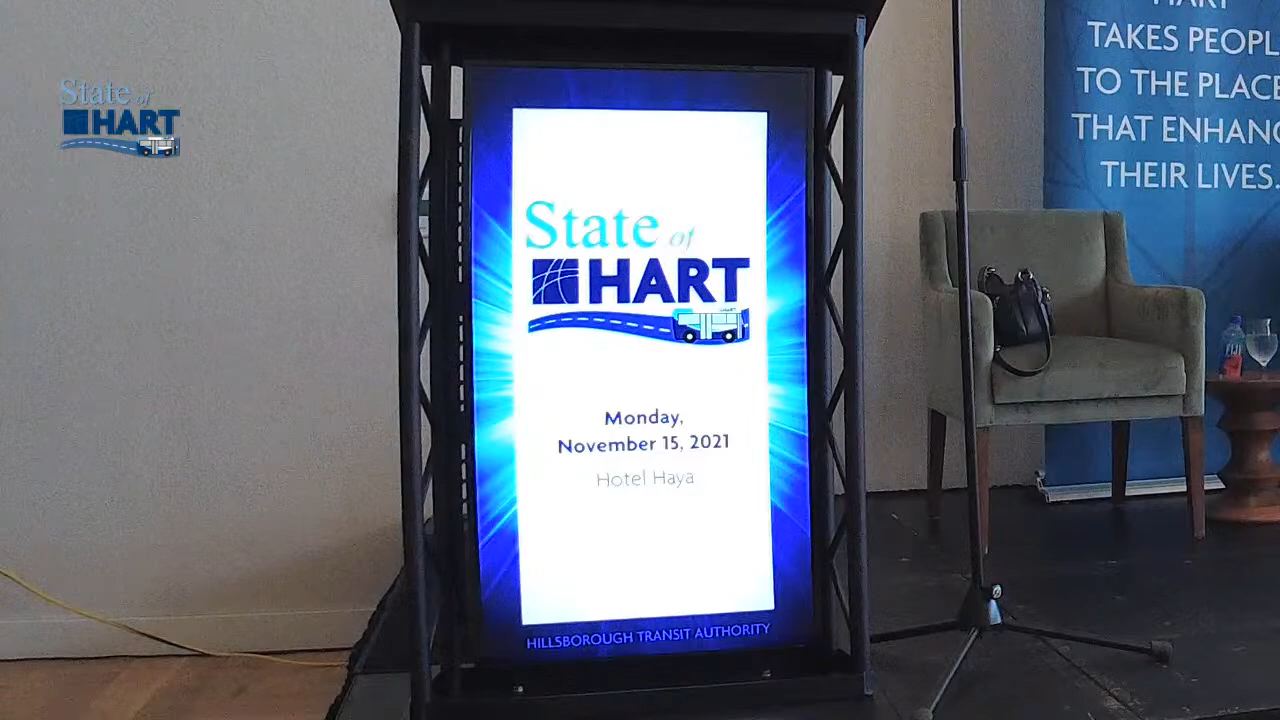 State of
HART
State of
HART
Monday,
November 15, 2021
Hotel Haya
HILLSBOROUGH TRANSIT AUTHORITY
HART
TAKES PEOPL
TO THE PLACE
THAT ENHANC
THEIR LIVES.